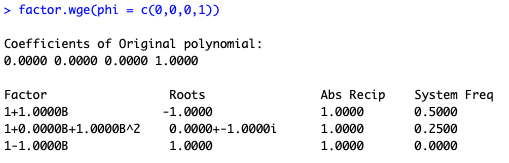 > factor.wge(phi = c(0,0,0,1))
Coefficients of Original polynomial:
0.0000 0.0000 0.0000 1.0000
Factor Roots Abs Recip System Freq
1+1.0000B -1.0000 1.0000 0.5000
1+0.0000B+1.0000B^2 0.0000+-1.0000i 1.0000 0.2500
1-1.0000B 1.0000 1.0000 0.0000